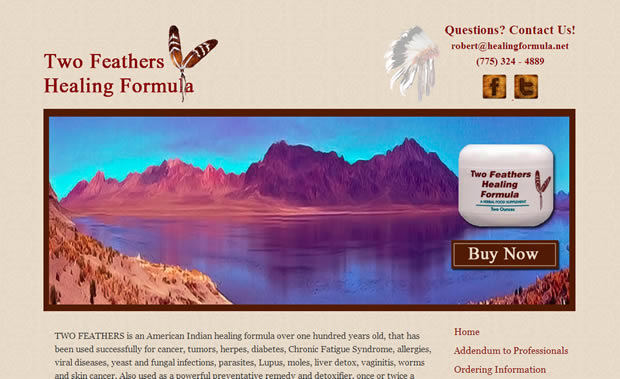 Two Feathers
Healing Formula
Questions? Contact Us!
robert@healingformula.net
(775) 324 - 4889
Two Feathers
Healing
Formula
A HERBAL FOOD SUPPLEMENT
Two Ounces
Buy Now
TWO FEATHERS is an American Indian healing formula over one hundred years old, that has
been used successfully for cancer, tumors, herpes, diabetes, Chronic Fatigue Syndrome, allergies,
viral diseases, yeast and fungal infections, parasites, Lupus, moles, liver detox, vaginitis, worms
and skin cancer. Also used as a powerful preventative remedy and detoxifier, once or twice a
Home
Addendum to Professionals
Ordering Information